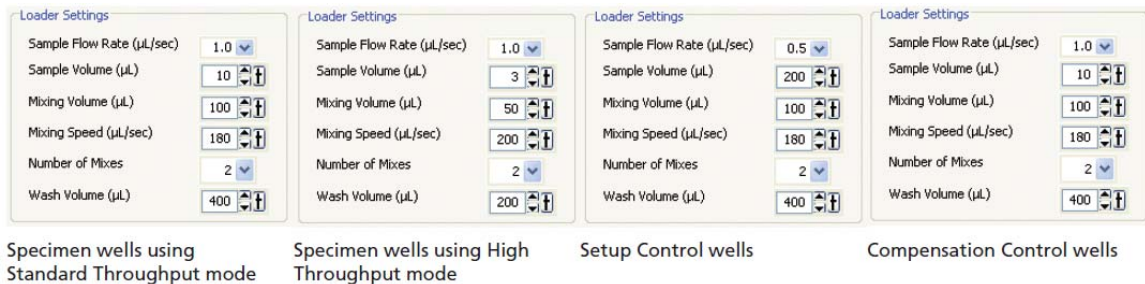 Loader Settings
Sample Flow Rate (µL/sec) 1.0
Sample Volume (µL) 10
Mixing Volume (µL) 100
Mixing Speed (µL/sec) 180
Number of Mixes 2
Wash Volume (µL) 400
Specimen wells using
Standard Throughput mode
Loader Settings
Sample Flow Rate (µL/sec) 1.0
Sample Volume (µL) 3
Mixing Volume (µL) 50
Mixing Speed (µL/sec) 200
Number of Mixes 2
Wash Volume (µL) 200
Specimen wells using High
Throughput mode
Loader Settings
Sample Flow Rate (µL/sec) 0.5
Sample Volume (µL) 200
Mixing Volume (µL) 100
Mixing Speed (µL/sec) 180
Number of Mixes 2
Wash Volume (µL) 400
Setup Control wells
Loader Settings
Sample Flow Rate (µL/sec) 1.0
Sample Volume (µL) 10
Mixing Volume (µL) 100
Mixing Speed (µL/sec) 180
Number of Mixes 2
Wash Volume (µL) 400
Compensation Control wells